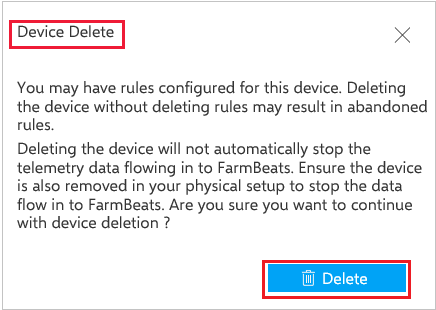 Device Delete
You may have rules configured for this device. Deleting
the device without deleting rules may result in abandoned
rules.
Deleting the device will not automatically stop the
telemetry data flowing in to FarmBeats. Ensure the device
is also removed in your physical setup to stop the data
flow in to FarmBeats. Are you sure you want to continue
with device deletion ?
Delete